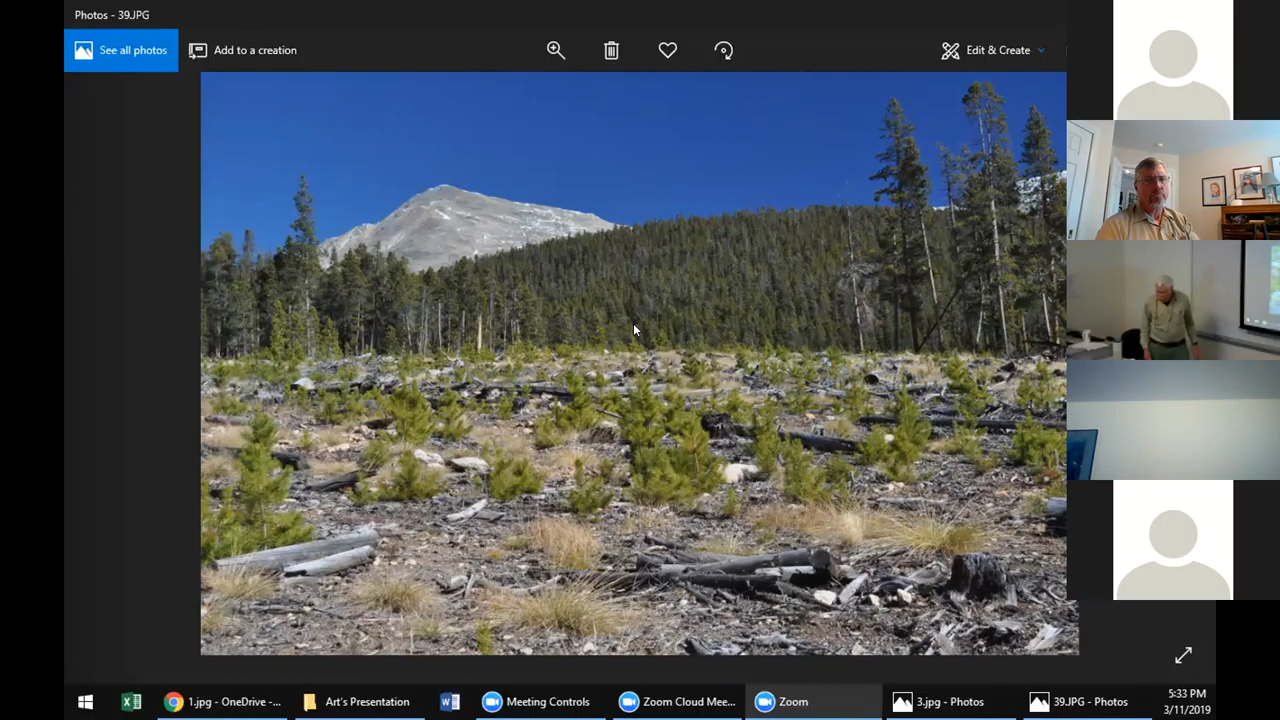 Photos - 39.JPG
See all photos
Add to a creation
Edit & Create
1.jpg - OneDrive -...
Art's Presentation
Meeting Controls
Zoom Cloud Mee...
Zoom
3.jpg - Photos
39.JPG - Photos
5:33 PM
3/11/2019